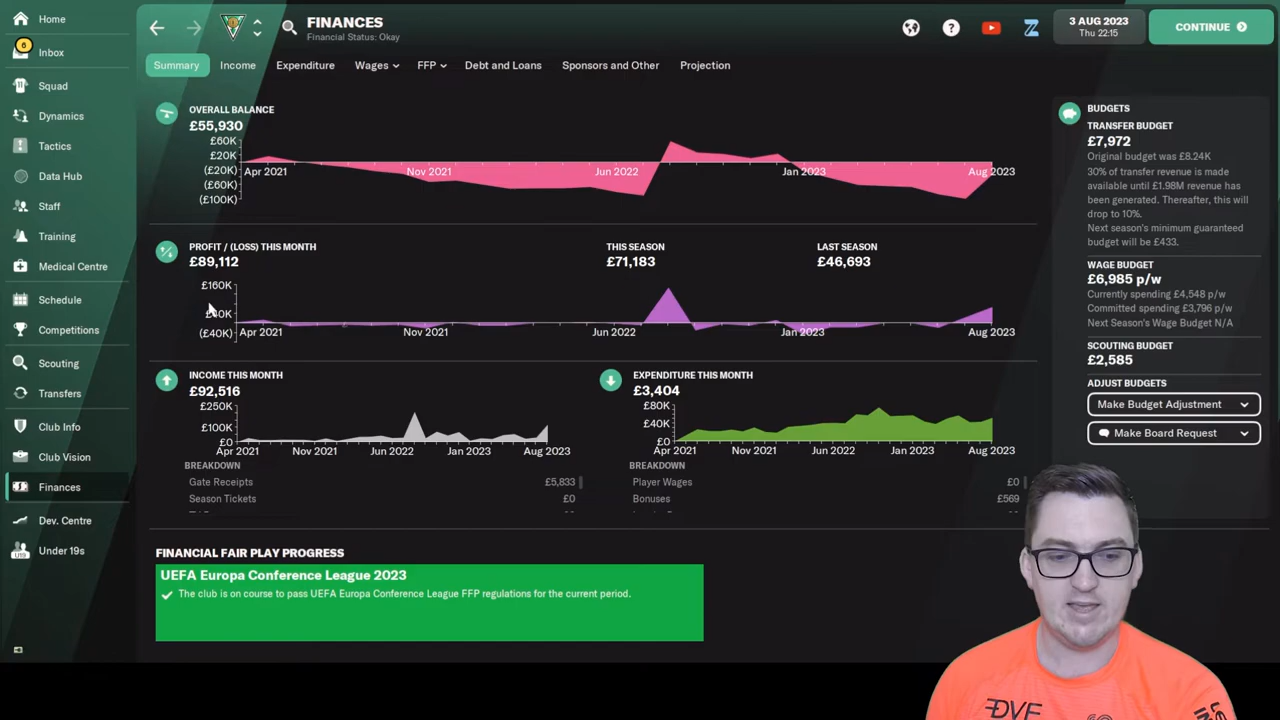 Home
6
Inbox
Squad
Dynamics
Tactics
Data Hub
Staff
Training
Medical Centre
Schedule
Competitions
Scouting
Transfers
Club Info
Club Vision
Finances
Dev. Centre
Under 19s
FINANCES
Financial Status: Okay
3 AUG 2023
Thu 22:15
CONTINUE
Summary
Income
Expenditure
Wages
FFP
Debt and Loans
Sponsors and Other
Projection
OVERALL BALANCE
£55,930
£60K
£20K
(£20K)
(£60K)
(£100K)
Apr 2021
Nov 2021
Jun 2022
Jan 2023
Aug 2023
PROFIT / (LOSS) THIS MONTH
£89,112
THIS SEASON
£71,183
LAST SEASON
£46,693
£160K
(£40K)
Apr 2021
Nov 2021
Jun 2022
Jan 2023
Aug 2023
INCOME THIS MONTH
£92,516
£250K
£100K
£0
Apr 2021
Nov 2021
Jun 2022
Jan 2023
Aug 2023
BREAKDOWN
Gate Receipts £5,833
Season Tickets £0
EXPENDITURE THIS MONTH
£3,404
£80K
£40K
£0
Apr 2021
Nov 2021
Jun 2022
Jan 2023
Aug 2023
BREAKDOWN
Player Wages £0
Bonuses £569
FINANCIAL FAIR PLAY PROGRESS
UEFA Europa Conference League 2023
The club is on course to pass UEFA Europa Conference League FFP regulations for the current period.
BUDGETS
TRANSFER BUDGET
£7,972
Original budget was £8.24K
30% of transfer revenue is
made available until £1.98M revenue has
been generated. Thereafter, this will
drop to 10%.
Next season's minimum guaranteed
budget will be £433.
WAGE BUDGET
£6,985 p/w
Currently spending £4,548 p/w
Committed spending £3,796 p/w
Next Season's Wage Budget N/A
SCOUTING BUDGET
£2,585
ADJUST BUDGETS
Make Budget Adjustment
Make Board Request